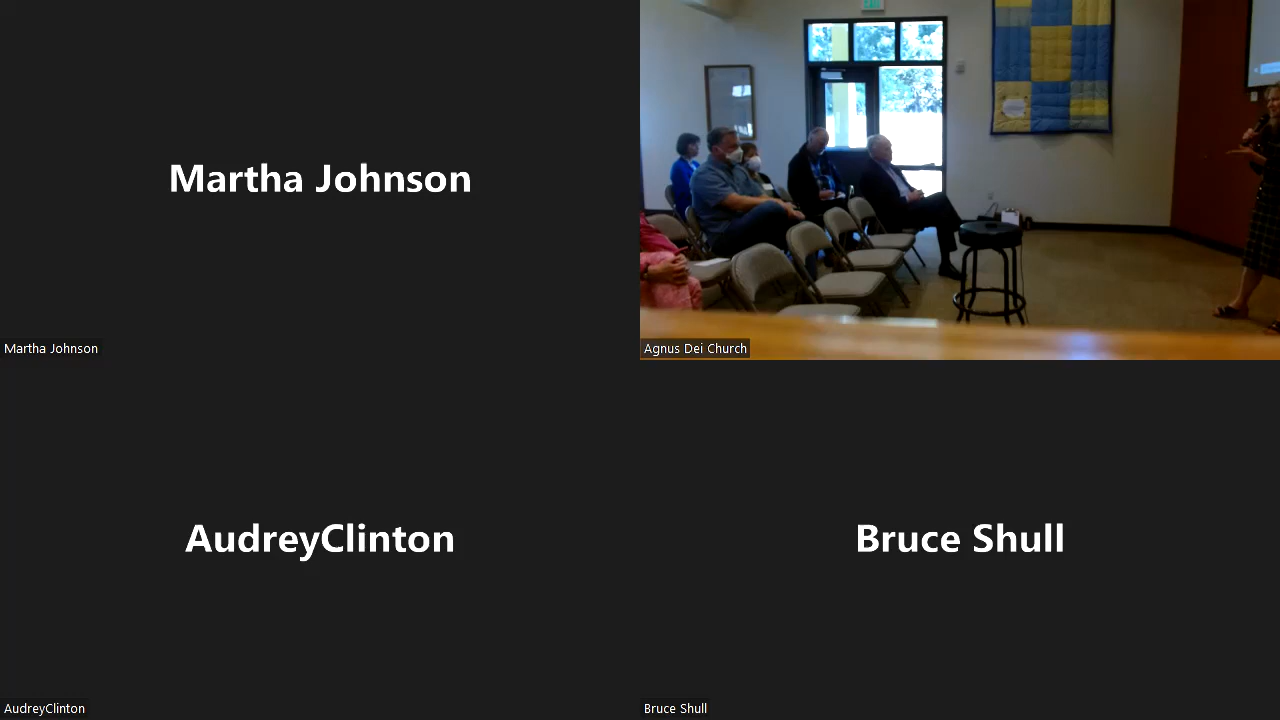 Martha Johnson
Martha Johnson
Agnus Dei Church
AudreyClinton
Bruce Shull
AudreyClinton
Bruce Shull